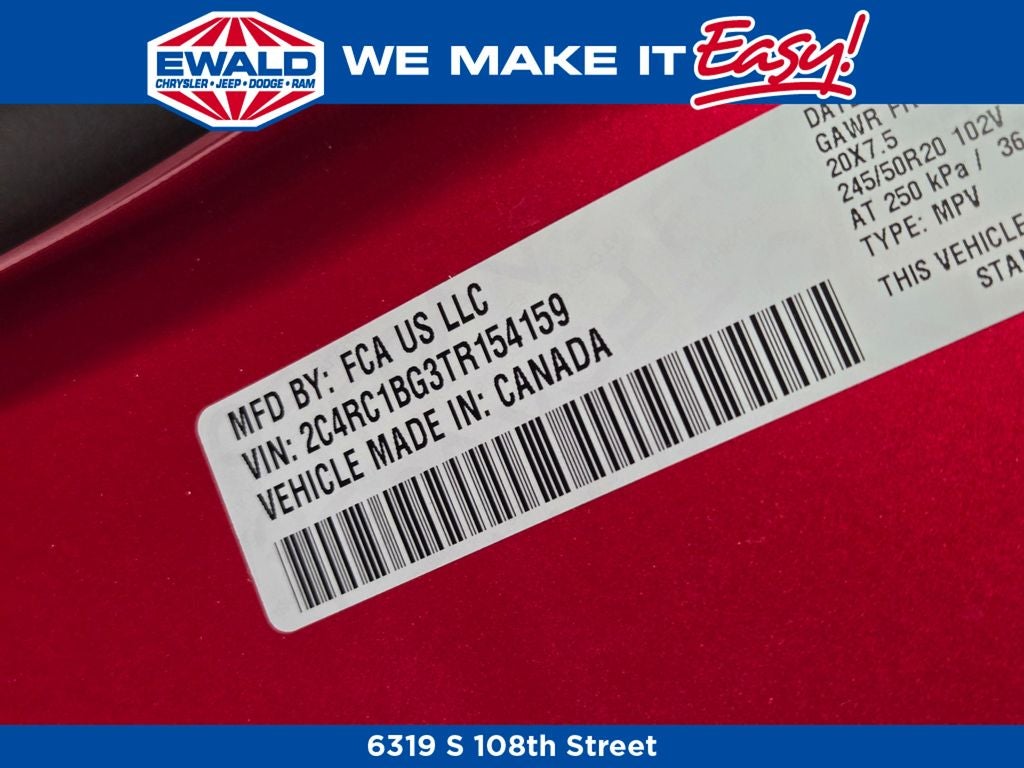 EWALD
CHRYSLER • JEEP • DODGE • RAM
WE MAKE IT Easy!
GAWR
20X7.5
245/50R20 102V
AT 250 kPa / 36
TYPE: MPV
THIS VEHICLE
MFD BY: FCA US LLC
VIN: 2C4RC1BG3TR154159
VEHICLE MADE IN: CANADA
6319 S 108th Street